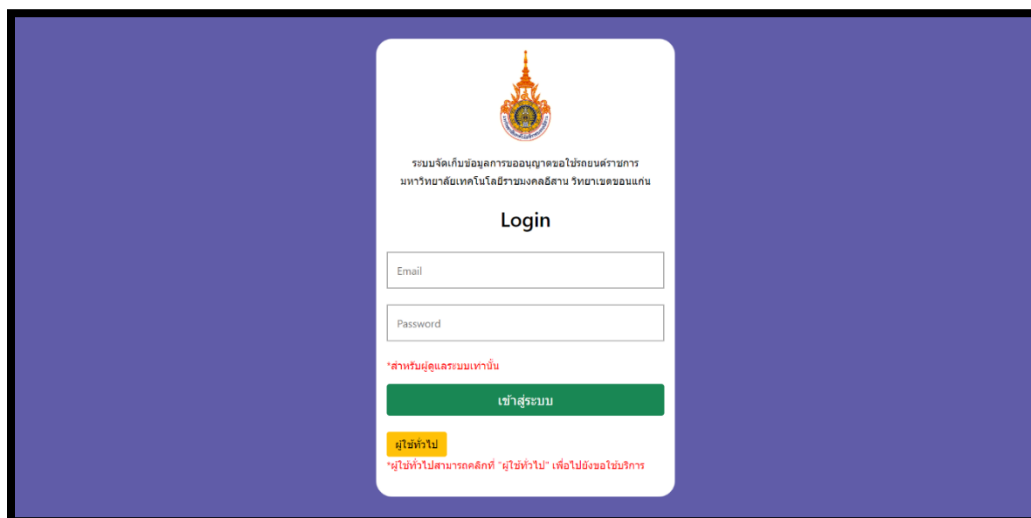 ระบบจัดเก็บข้อมูลการขออนุญาตขอใช้รถยนต์ราชการ
มหาวิทยาลัยเทคโนโลยีราชมงคลอีสาน วิทยาเขตขอนแก่น
Login
Email
Password
*สำหรับผู้ดูแลระบบเท่านั้น
เข้าสู่ระบบ
ผู้ใช้ทั่วไป
*ผู้ใช้ทั่วไปสามารถคลิกที่ "ผู้ใช้ทั่วไป" เพื่อไปยังขอใช้บริการ